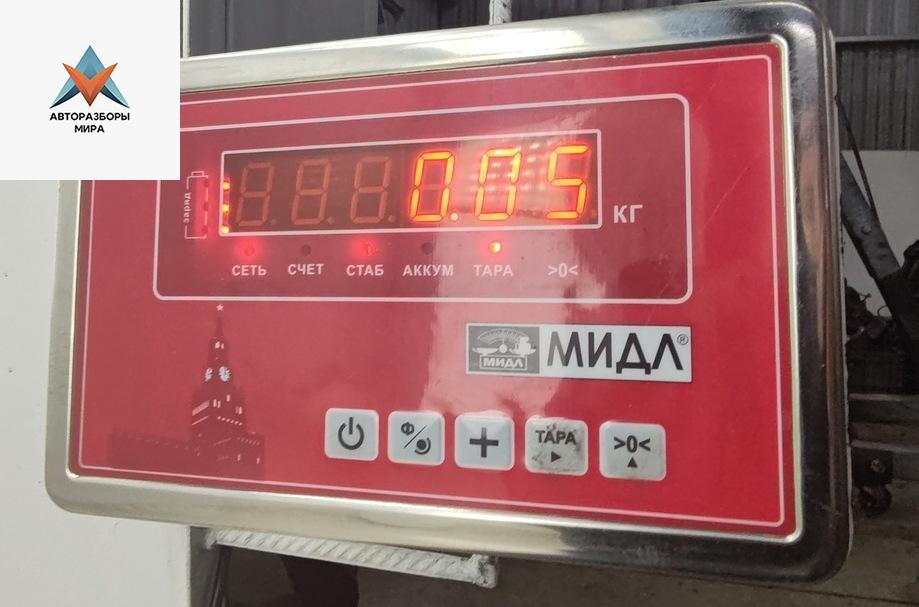 АВТОРАЗБОРЫ
МИРА
заряд
0.05
КГ
СЕТЬ СЧЕТ СТАБ АККУМ ТАРА >0<
МИДЛ МИДЛ®
Ф ТАРА >0<